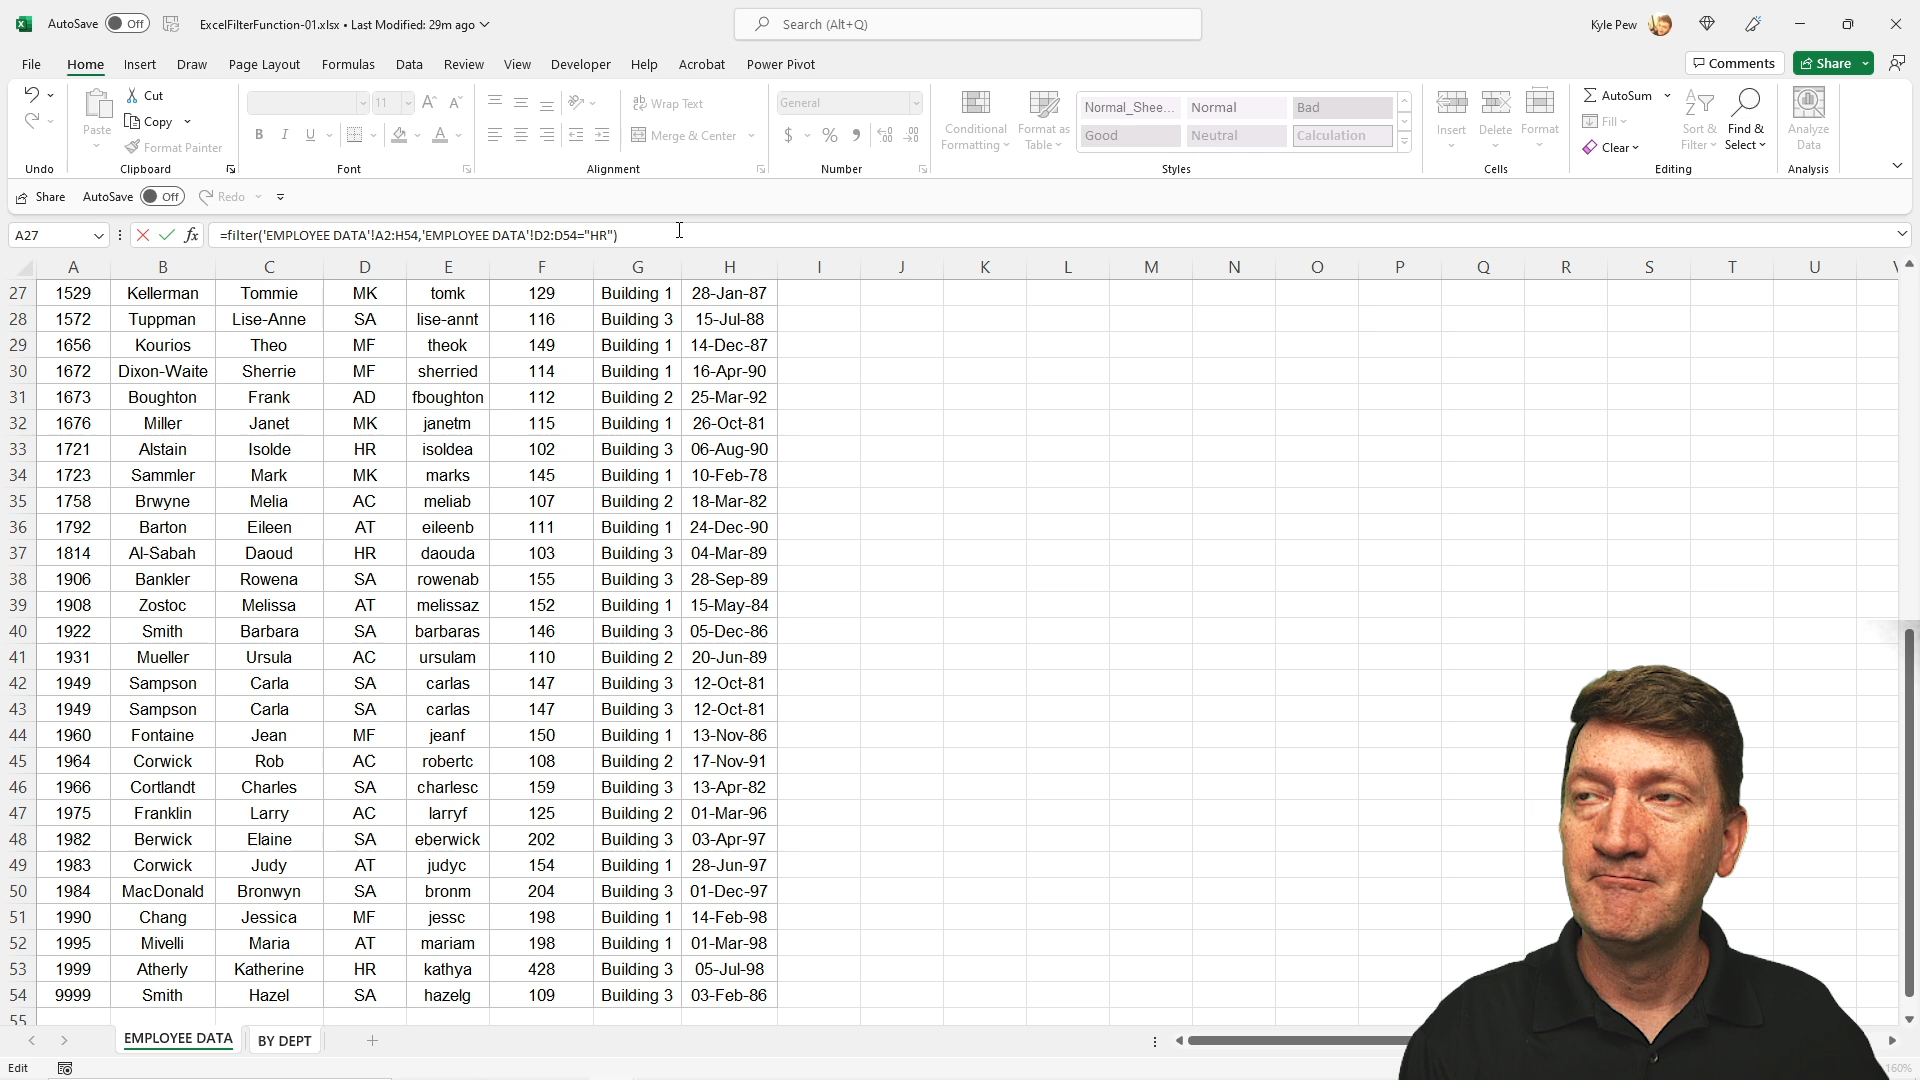 AutoSave Off ExcelFilterFunction-01.xlsx • Last Modified: 29m ago Search (Alt+Q) Kyle Pew
File Home Insert Draw Page Layout Formulas Data Review View Developer Help Acrobat Power Pivot Comments Share
Paste Cut Copy Format Painter
11
Wrap Text Merge & Center
General
$ % 9
Conditional Formatting Format as Table
Normal_Shee... Normal Bad
Good Neutral Calculation
Insert Delete Format
AutoSum Fill Clear Sort & Filter Find & Select Analyze Data
Undo Clipboard Font Alignment Number Styles Cells Editing Analysis
Share AutoSave Off Redo
A27 fx =filter('EMPLOYEE DATA'!A2:H54,'EMPLOYEE DATA'!D2:D54="HR")
A B C D E F G H I J K L M N O P Q R S T U
27 1529 Kellerman Tommie MK tomk 129 Building 1 28-Jan-87
28 1572 Tuppman Lise-Anne SA lise-annt 116 Building 3 15-Jul-88
29 1656 Kourios Theo MF theok 149 Building 1 14-Dec-87
30 1672 Dixon-Waite Sherrie MF sherried 114 Building 1 16-Apr-90
31 1673 Boughton Frank AD fboughton 112 Building 2 25-Mar-92
32 1676 Miller Janet MK janetm 115 Building 1 26-Oct-81
33 1721 Alstain Isolde HR isoldea 102 Building 3 06-Aug-90
34 1723 Sammler Mark MK marks 145 Building 1 10-Feb-78
35 1758 Brwyne Melia AC meliab 107 Building 2 18-Mar-82
36 1792 Barton Eileen AT eileenb 111 Building 1 24-Dec-90
37 1814 Al-Sabah Daoud HR daouda 103 Building 3 04-Mar-89
38 1906 Bankler Rowena SA rowenab 155 Building 3 28-Sep-89
39 1908 Zostoc Melissa AT melissaz 152 Building 1 15-May-84
40 1922 Smith Barbara SA barbaras 146 Building 3 05-Dec-86
41 1931 Mueller Ursula AC ursulam 110 Building 2 20-Jun-89
42 1949 Sampson Carla SA carlas 147 Building 3 12-Oct-81
43 1949 Sampson Carla SA carlas 147 Building 3 12-Oct-81
44 1960 Fontaine Jean MF jeanf 150 Building 1 13-Nov-86
45 1964 Corwick Rob AC robertc 108 Building 2 17-Nov-91
46 1966 Cortlandt Charles SA charlesc 159 Building 3 13-Apr-82
47 1975 Franklin Larry AC larryf 125 Building 2 01-Mar-96
48 1982 Berwick Elaine SA eberwick 202 Building 3 03-Apr-97
49 1983 Corwick Judy AT judyc 154 Building 1 28-Jun-97
50 1984 MacDonald Bronwyn SA bronm 204 Building 3 01-Dec-97
51 1990 Chang Jessica MF jessc 198 Building 1 14-Feb-98
52 1995 Mivelli Maria AT mariam 198 Building 1 01-Mar-98
53 1999 Atherly Katherine HR kathya 428 Building 3 05-Jul-98
54 9999 Smith Hazel SA hazelg 109 Building 3 03-Feb-86
55
EMPLOYEE DATA BY DEPT
Edit 160%